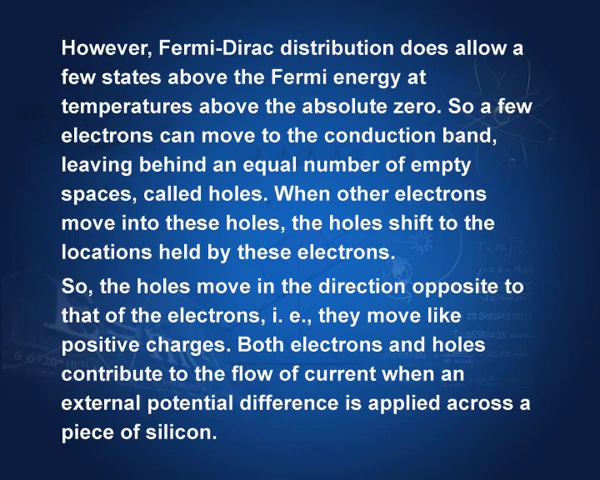 However, Fermi-Dirac distribution does allow a
few states above the Fermi energy at
temperatures above the absolute zero. So a few
electrons can move to the conduction band,
leaving behind an equal number of empty
spaces, called holes. When other electrons
move into these holes, the holes shift to the
locations held by these electrons.
So, the holes move in the direction opposite to
that of the electrons, i. e., they move like
positive charges. Both electrons and holes
contribute to the flow of current when an
external potential difference is applied across a
piece of silicon.